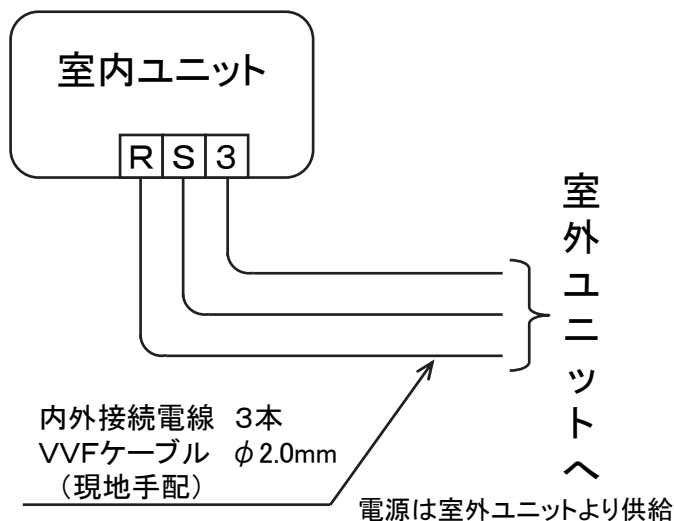 室内ユニット
R S 3
室外ユニットへ
内外接続電線 3本
VVFケーブル φ2.0mm
（現地手配）
電源は室外ユニットより供給